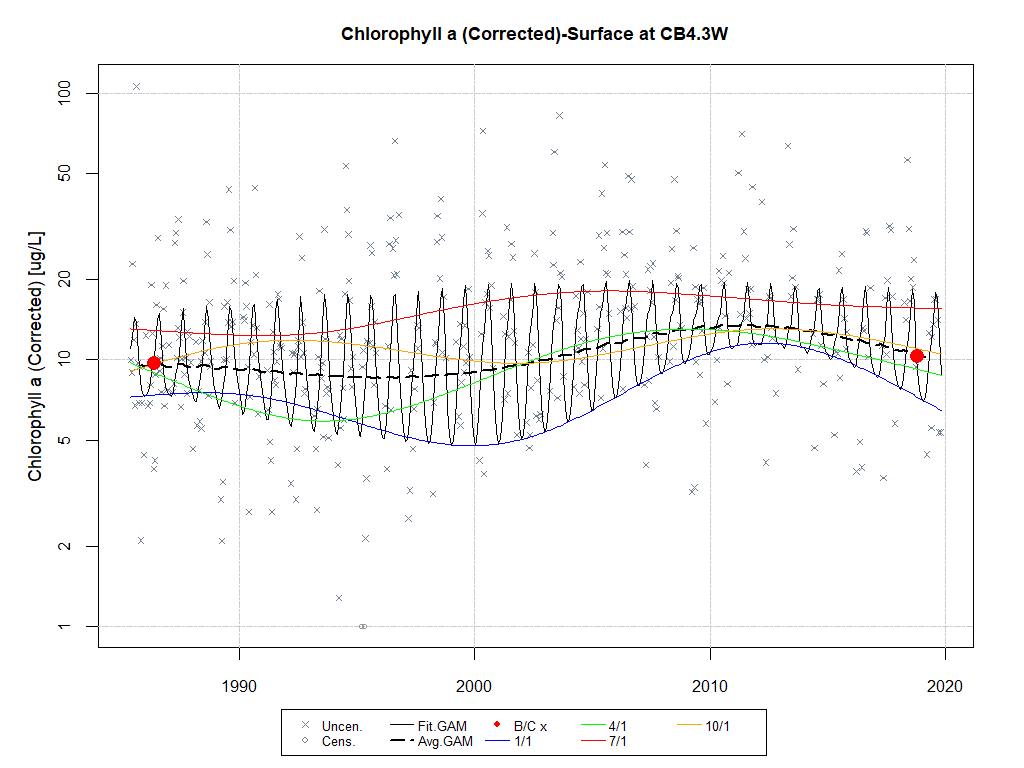 Chlorophyll a (Corrected)-Surface at CB4.3W
Chlorophyll a (Corrected) [ug/L]
100
50
20
10
5
2
1
1990 2000 2010 2020
Uncen. Fit.GAM B/C x 4/1 10/1
Cens. Avg.GAM 1/1 7/1